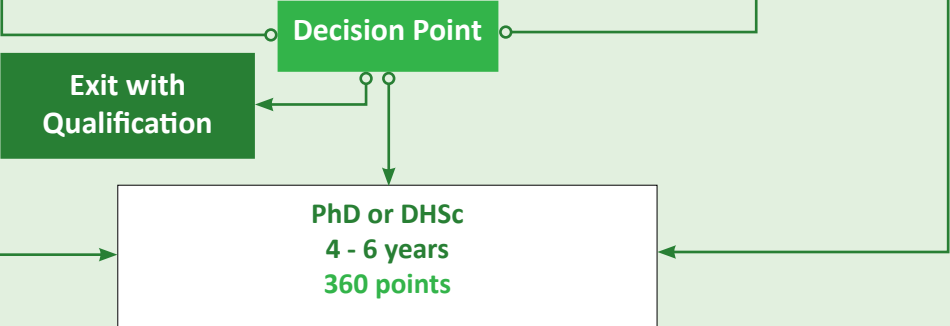 Decision Point
Exit with
Qualification
PhD or DHSc
4 - 6 years
360 points